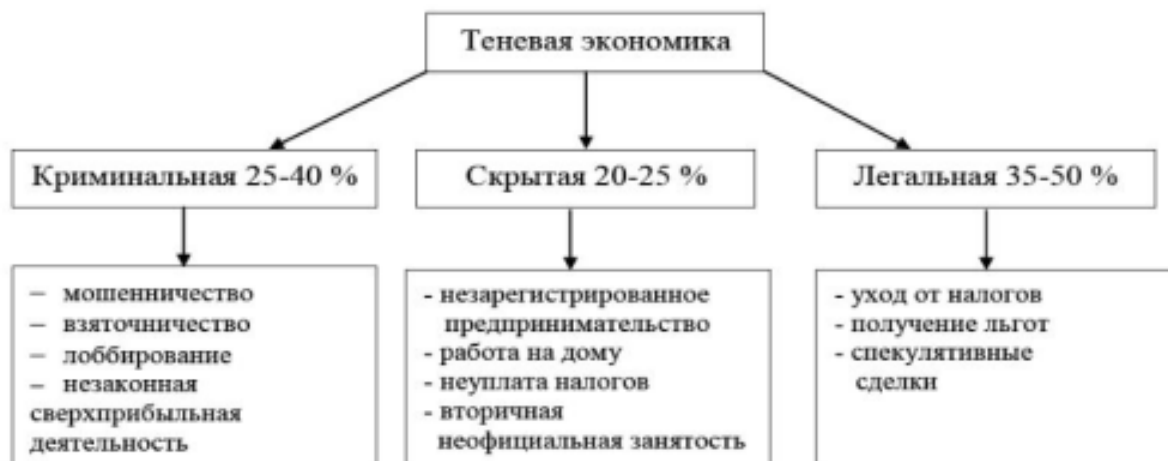 Теневая экономика
Криминальная 25-40 %
Скрытая 20-25 %
Легальная 35-50 %
– мошенничество
– взяточничество
– лоббирование
– незаконная
сверхприбыльная
деятельность
- незарегистрированное
предпринимательство
- работа на дому
- неуплата налогов
- вторичная
неофициальная занятость
- уход от налогов
- получение льгот
- спекулятивные
сделки